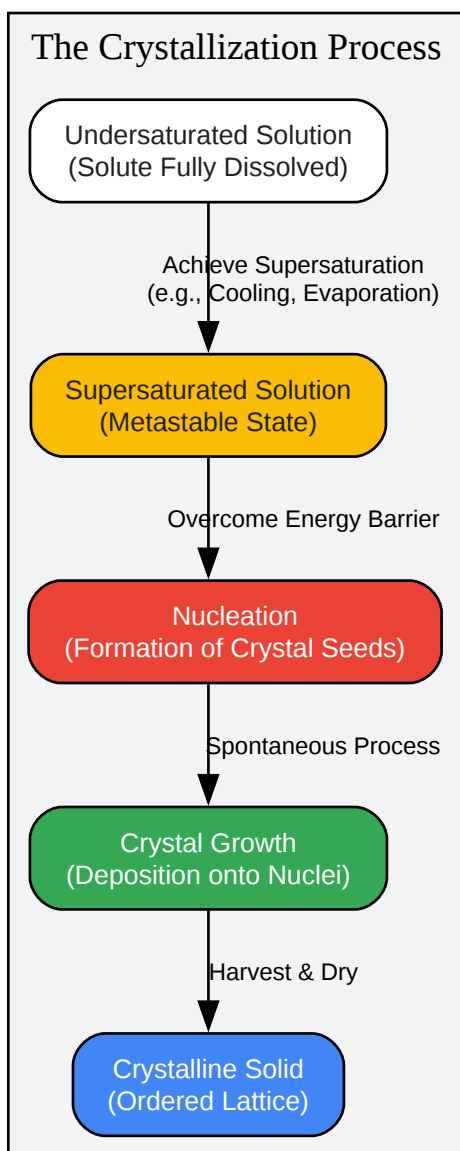 The Crystallization Process
Undersaturated Solution
(Solute Fully Dissolved)
Achieve Supersaturation
(e.g., Cooling, Evaporation)
Supersaturated Solution
(Metastable State)
Overcome Energy Barrier
Nucleation
(Formation of Crystal Seeds)
Spontaneous Process
Crystal Growth
(Deposition onto Nuclei)
Harvest & Dry
Crystalline Solid
(Ordered Lattice)